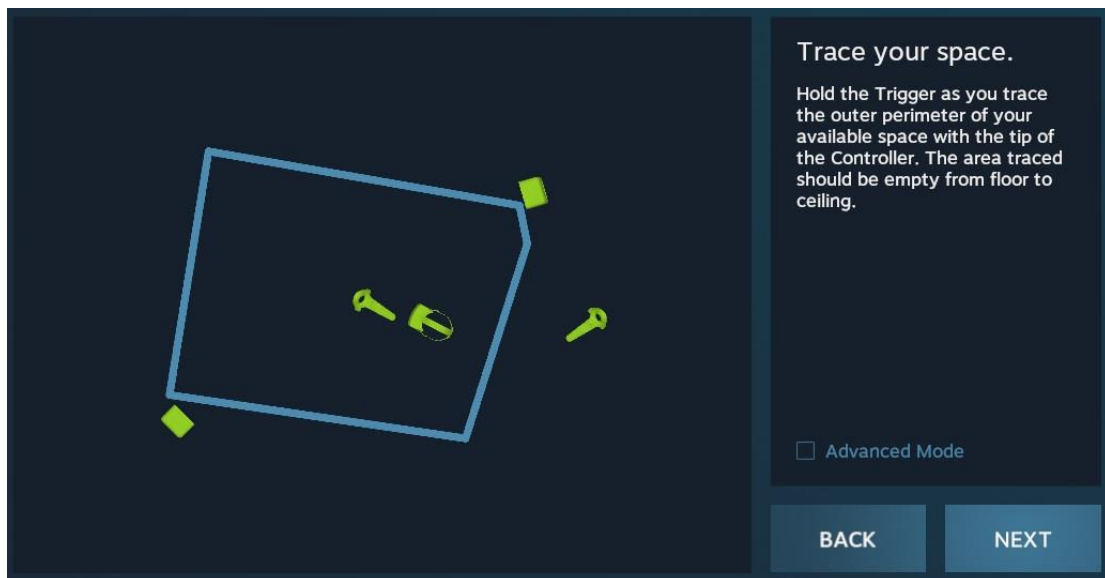 Trace your space.
Hold the Trigger as you trace
the outer perimeter of your
available space with the tip of
the Controller. The area traced
should be empty from floor to
ceiling.
Advanced Mode
BACK
NEXT